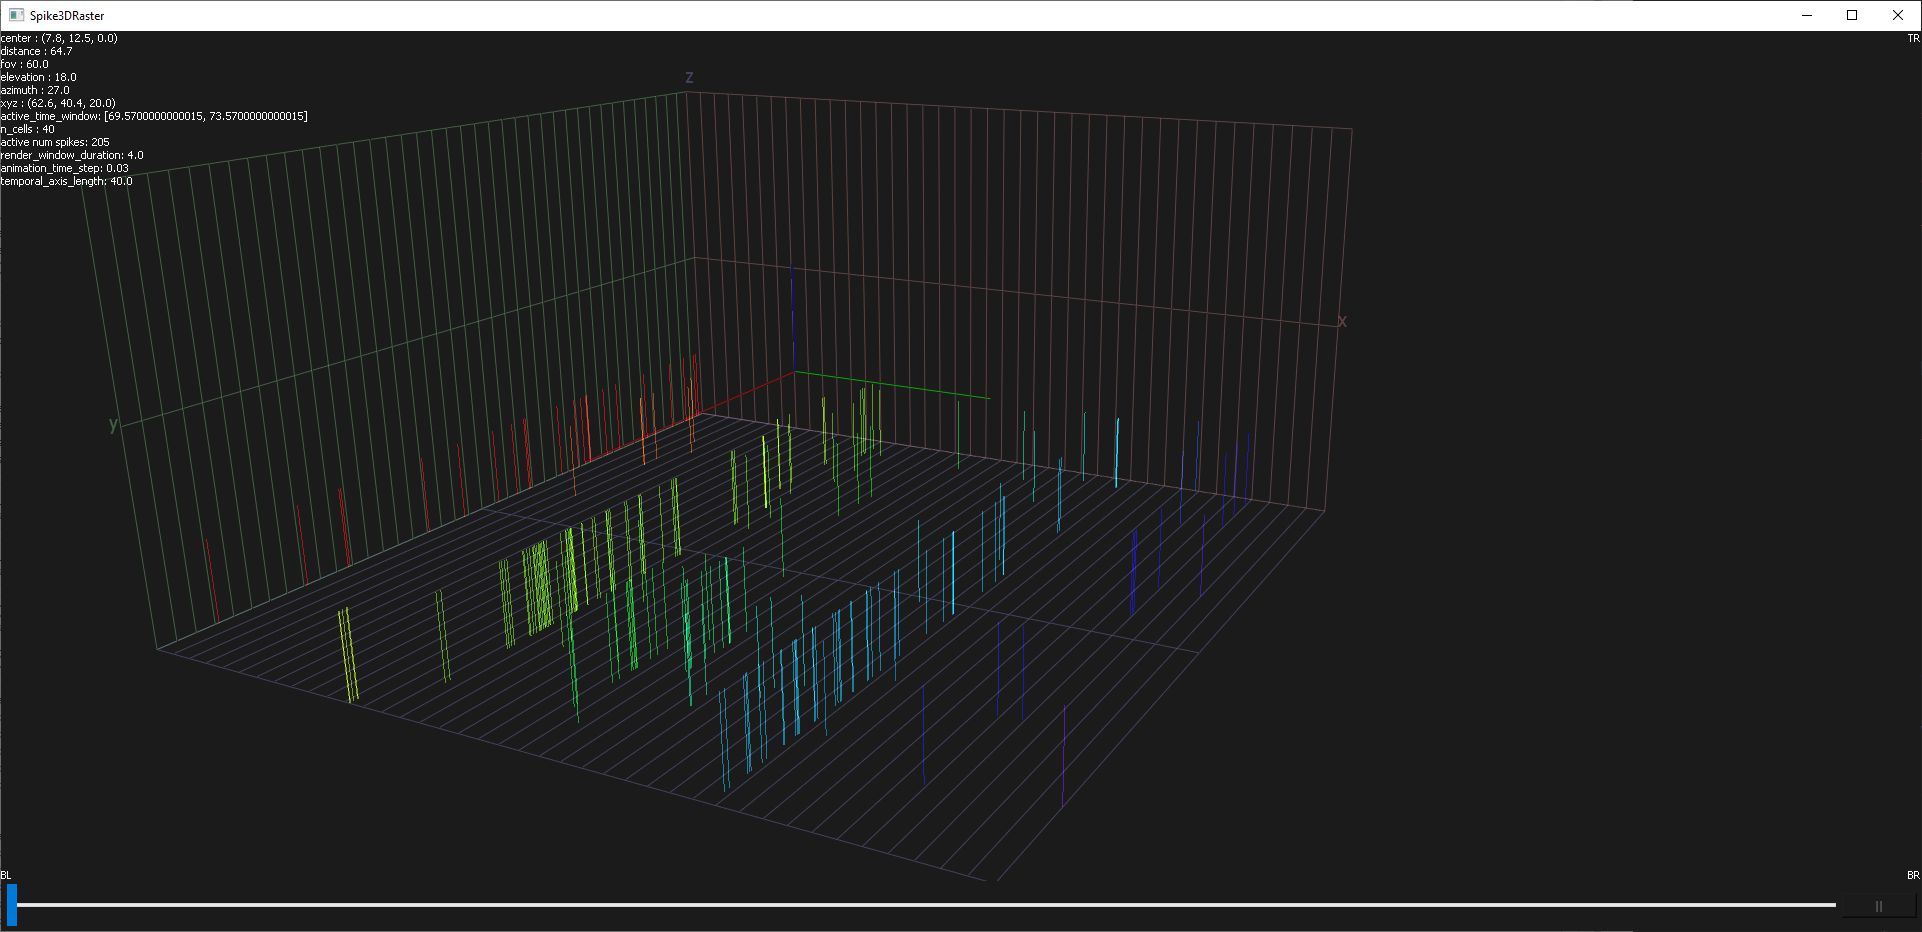 Spike3DRaster
center : (7.8, 12.5, 0.0)
TR
distance : 64.7
fov : 60.0
elevation : 18.0
azimuth : 27.0
xyz : (62.6, 40.4, 20.0)
active_time_window: [69.5700000000015, 73.5700000000015]
n_cells : 40
active num spikes: 205
render_window_duration: 4.0
animation_time_step: 0.03
temporal_axis_length: 40.0
z
x
y
BL
BR